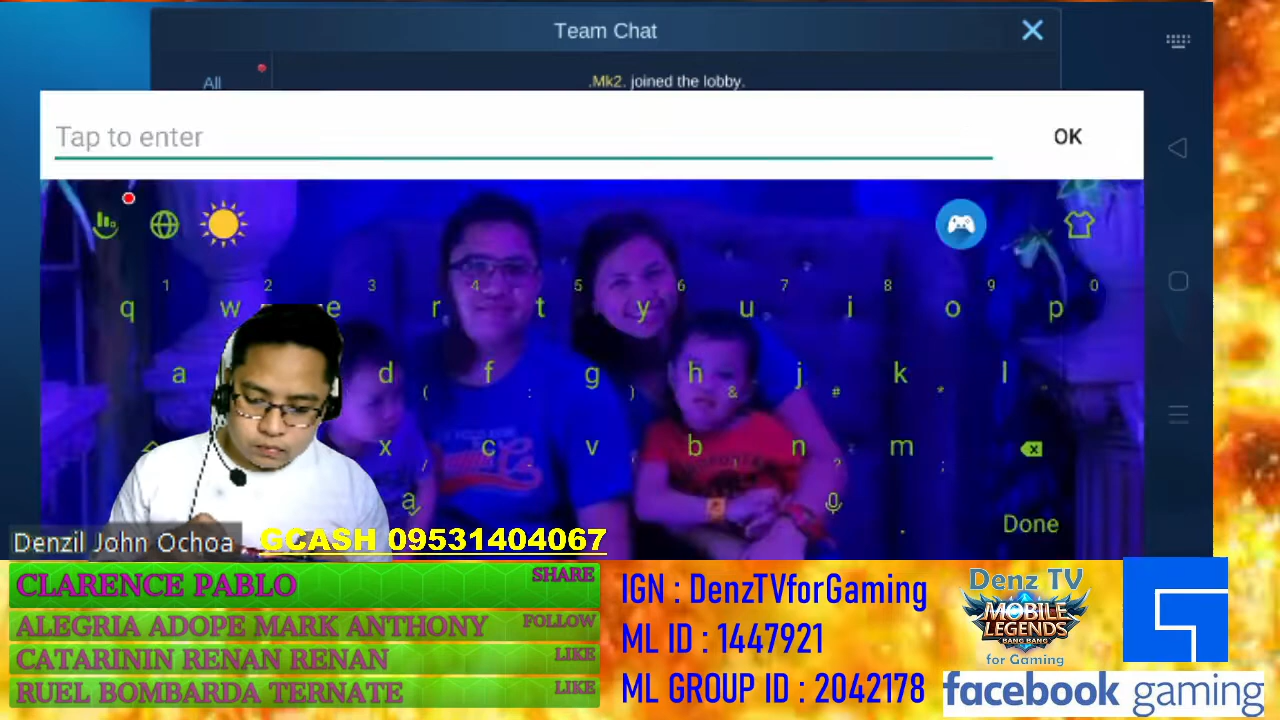 Team Chat
All
.Mk2. joined the lobby.
Tap to enter
OK
1 2 3 4 5 6 7 8 9 0
q w e r t y u i o p
a d f g h j k l
( : ) & # *
x c v b n m
/ - ? ;
a
.
Done
Denzil John Ochoa
GCASH 09531404067
CLARENCE PABLO SHARE
ALEGRIA ADOPE MARK ANTHONY FOLLOW
CATARININ RENAN RENAN LIKE
RUEL BOMBARDA TERNATE LIKE
IGN : DenzTVforGaming
ML ID : 1447921
ML GROUP ID : 2042178
Denz TV
MOBILE
LEGENDS
BANG BANG
for Gaming
facebook gaming